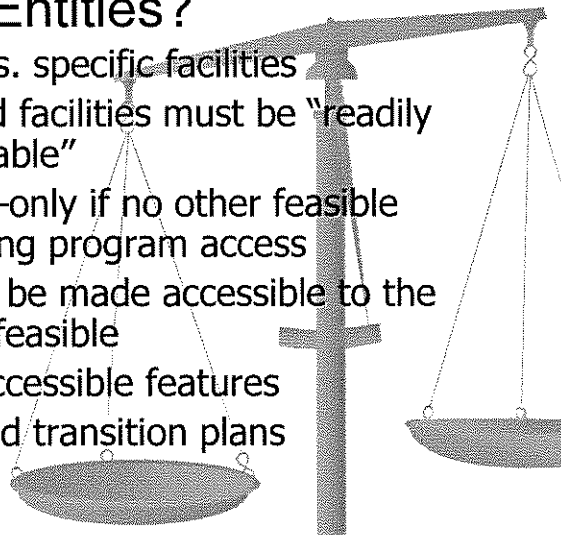 Entities?
s. specific facilities
d facilities must be “readily
able”
-only if no other feasible
ng program access
be made accessible to the
feasible
ccessible features
d transition plans